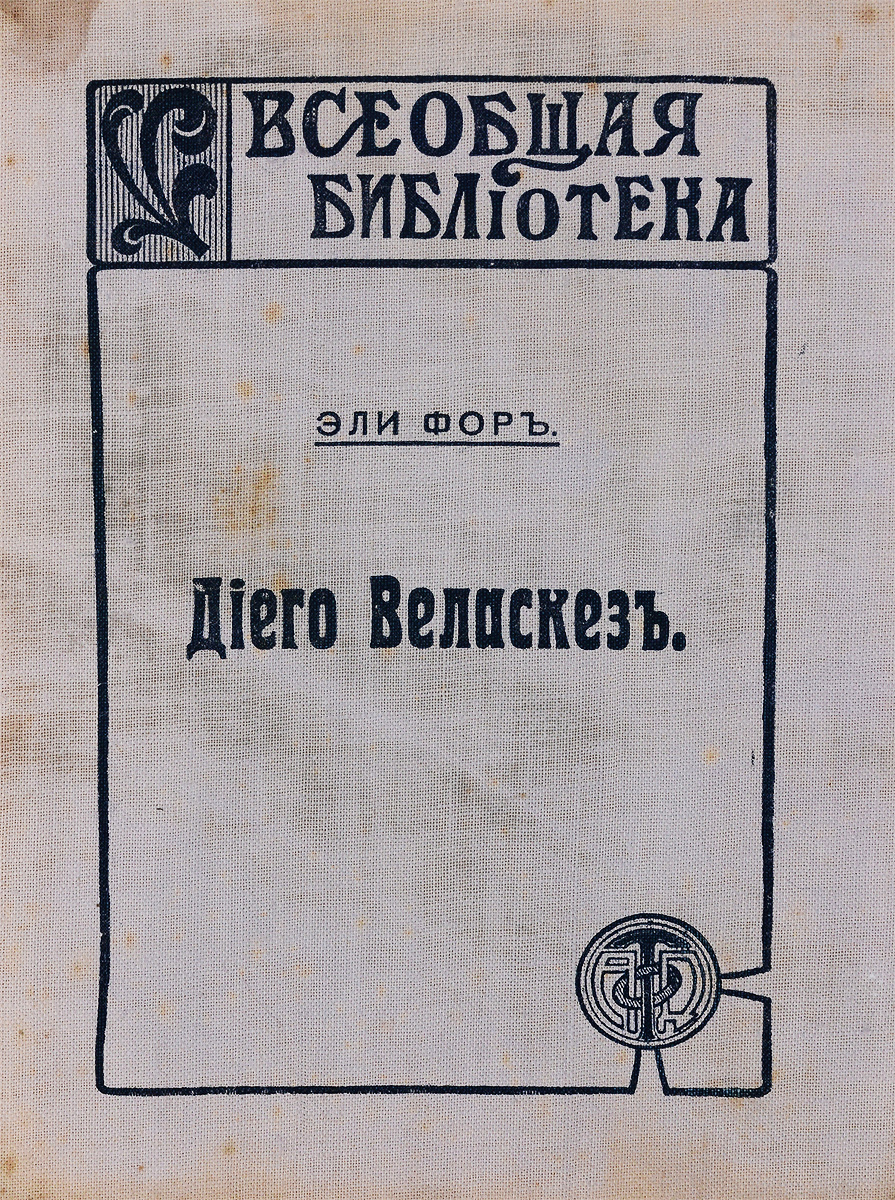 ВСЕОБЩАЯ
БИБЛІОТЕКА
ЭЛИ ФОРЪ.
Діего Веласкезъ.